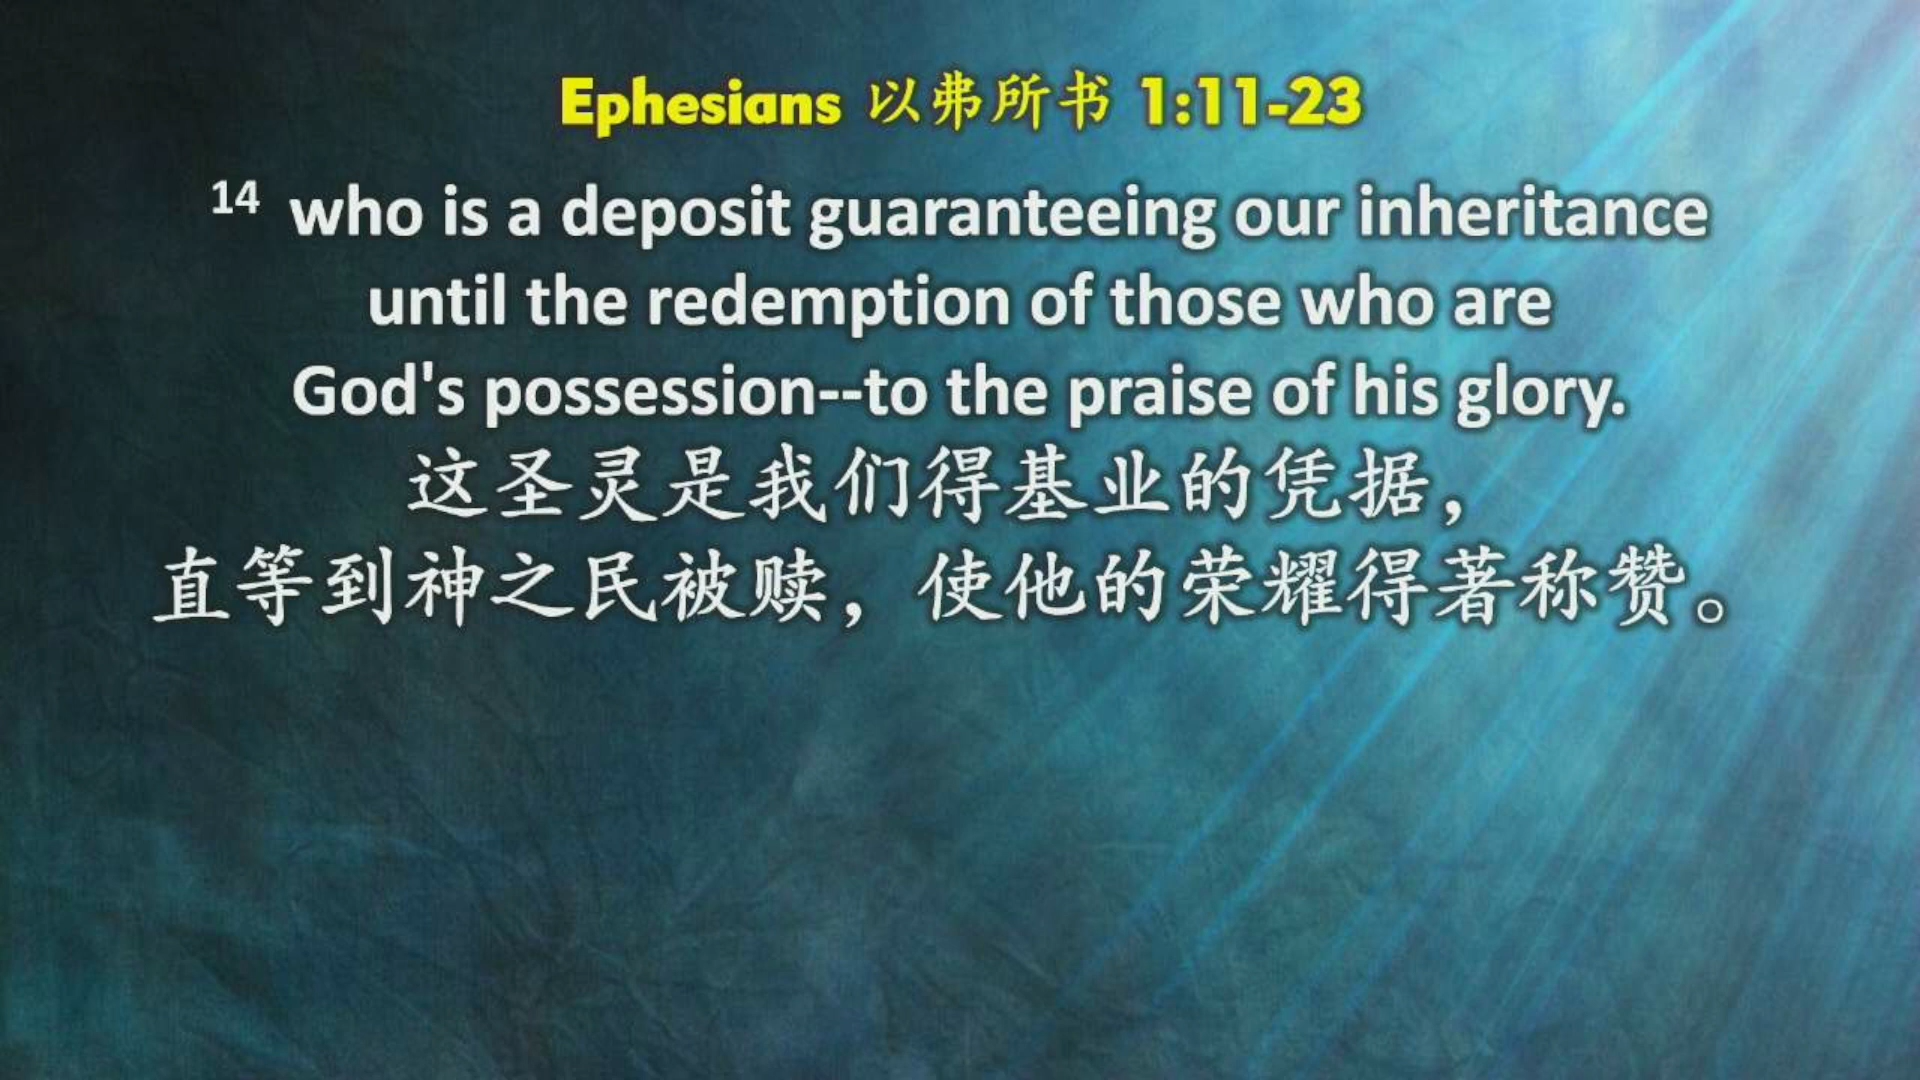 Ephesians 以弗所书 1:11-23
14 who is a deposit guaranteeing our inheritance
until the redemption of those who are
God's possession--to the praise of his glory.
这圣灵是我们得基业的凭据，
直等到神之民被赎，使他的荣耀得著称赞。